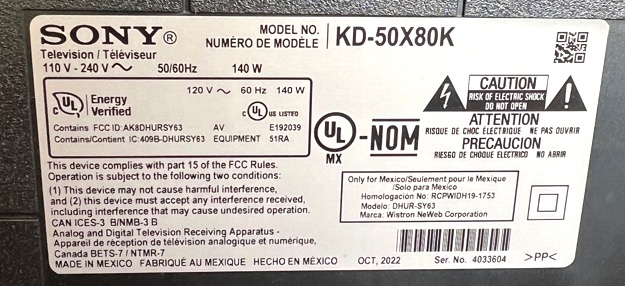 SONY®
MODEL NO.
NUMÉRO DE MODÈLE
KD-50X80K
Television / Téléviseur
110 V - 240 V ~ 50/60Hz 140 W
120 V ~ 60 Hz 140 W
UL Energy Verified
c UL US LISTED
Contains FCC ID: AK8DHURSY63 AV E192039
Contains/Contient IC: 409B-DHURSY63 EQUIPMENT 51RA
This device complies with part 15 of the FCC Rules.
Operation is subject to the following two conditions:
(1) This device may not cause harmful interference,
and (2) this device must accept any interference received,
including interference that may cause undesired operation.
CAN ICES-3 B/NMB-3 B
Analog and Digital Television Receiving Apparatus -
Appareil de réception de télévision analogique et numérique,
Canada BETS-7 / NTMR-7
MADE IN MEXICO FABRIQUÉ AU MEXIQUE HECHO EN MÉXICO
UL
MX
-NOM
CAUTION
RISK OF ELECTRIC SHOCK
DO NOT OPEN
ATTENTION
RISQUE DE CHOC ÉLECTRIQUE NE PAS OUVRIR
PRECAUCION
RIESGO DE CHOQUE ELECTRICO NO ABRIR
Only for Mexico/Seulement pour le Mexique
/Solo para México
Homologación No.: RCPWIDH19-1753
Modelo: DHUR-SY63
Marca: Wistron NeWeb Corporation
OCT, 2022 Ser. No. 4033604 >PP<